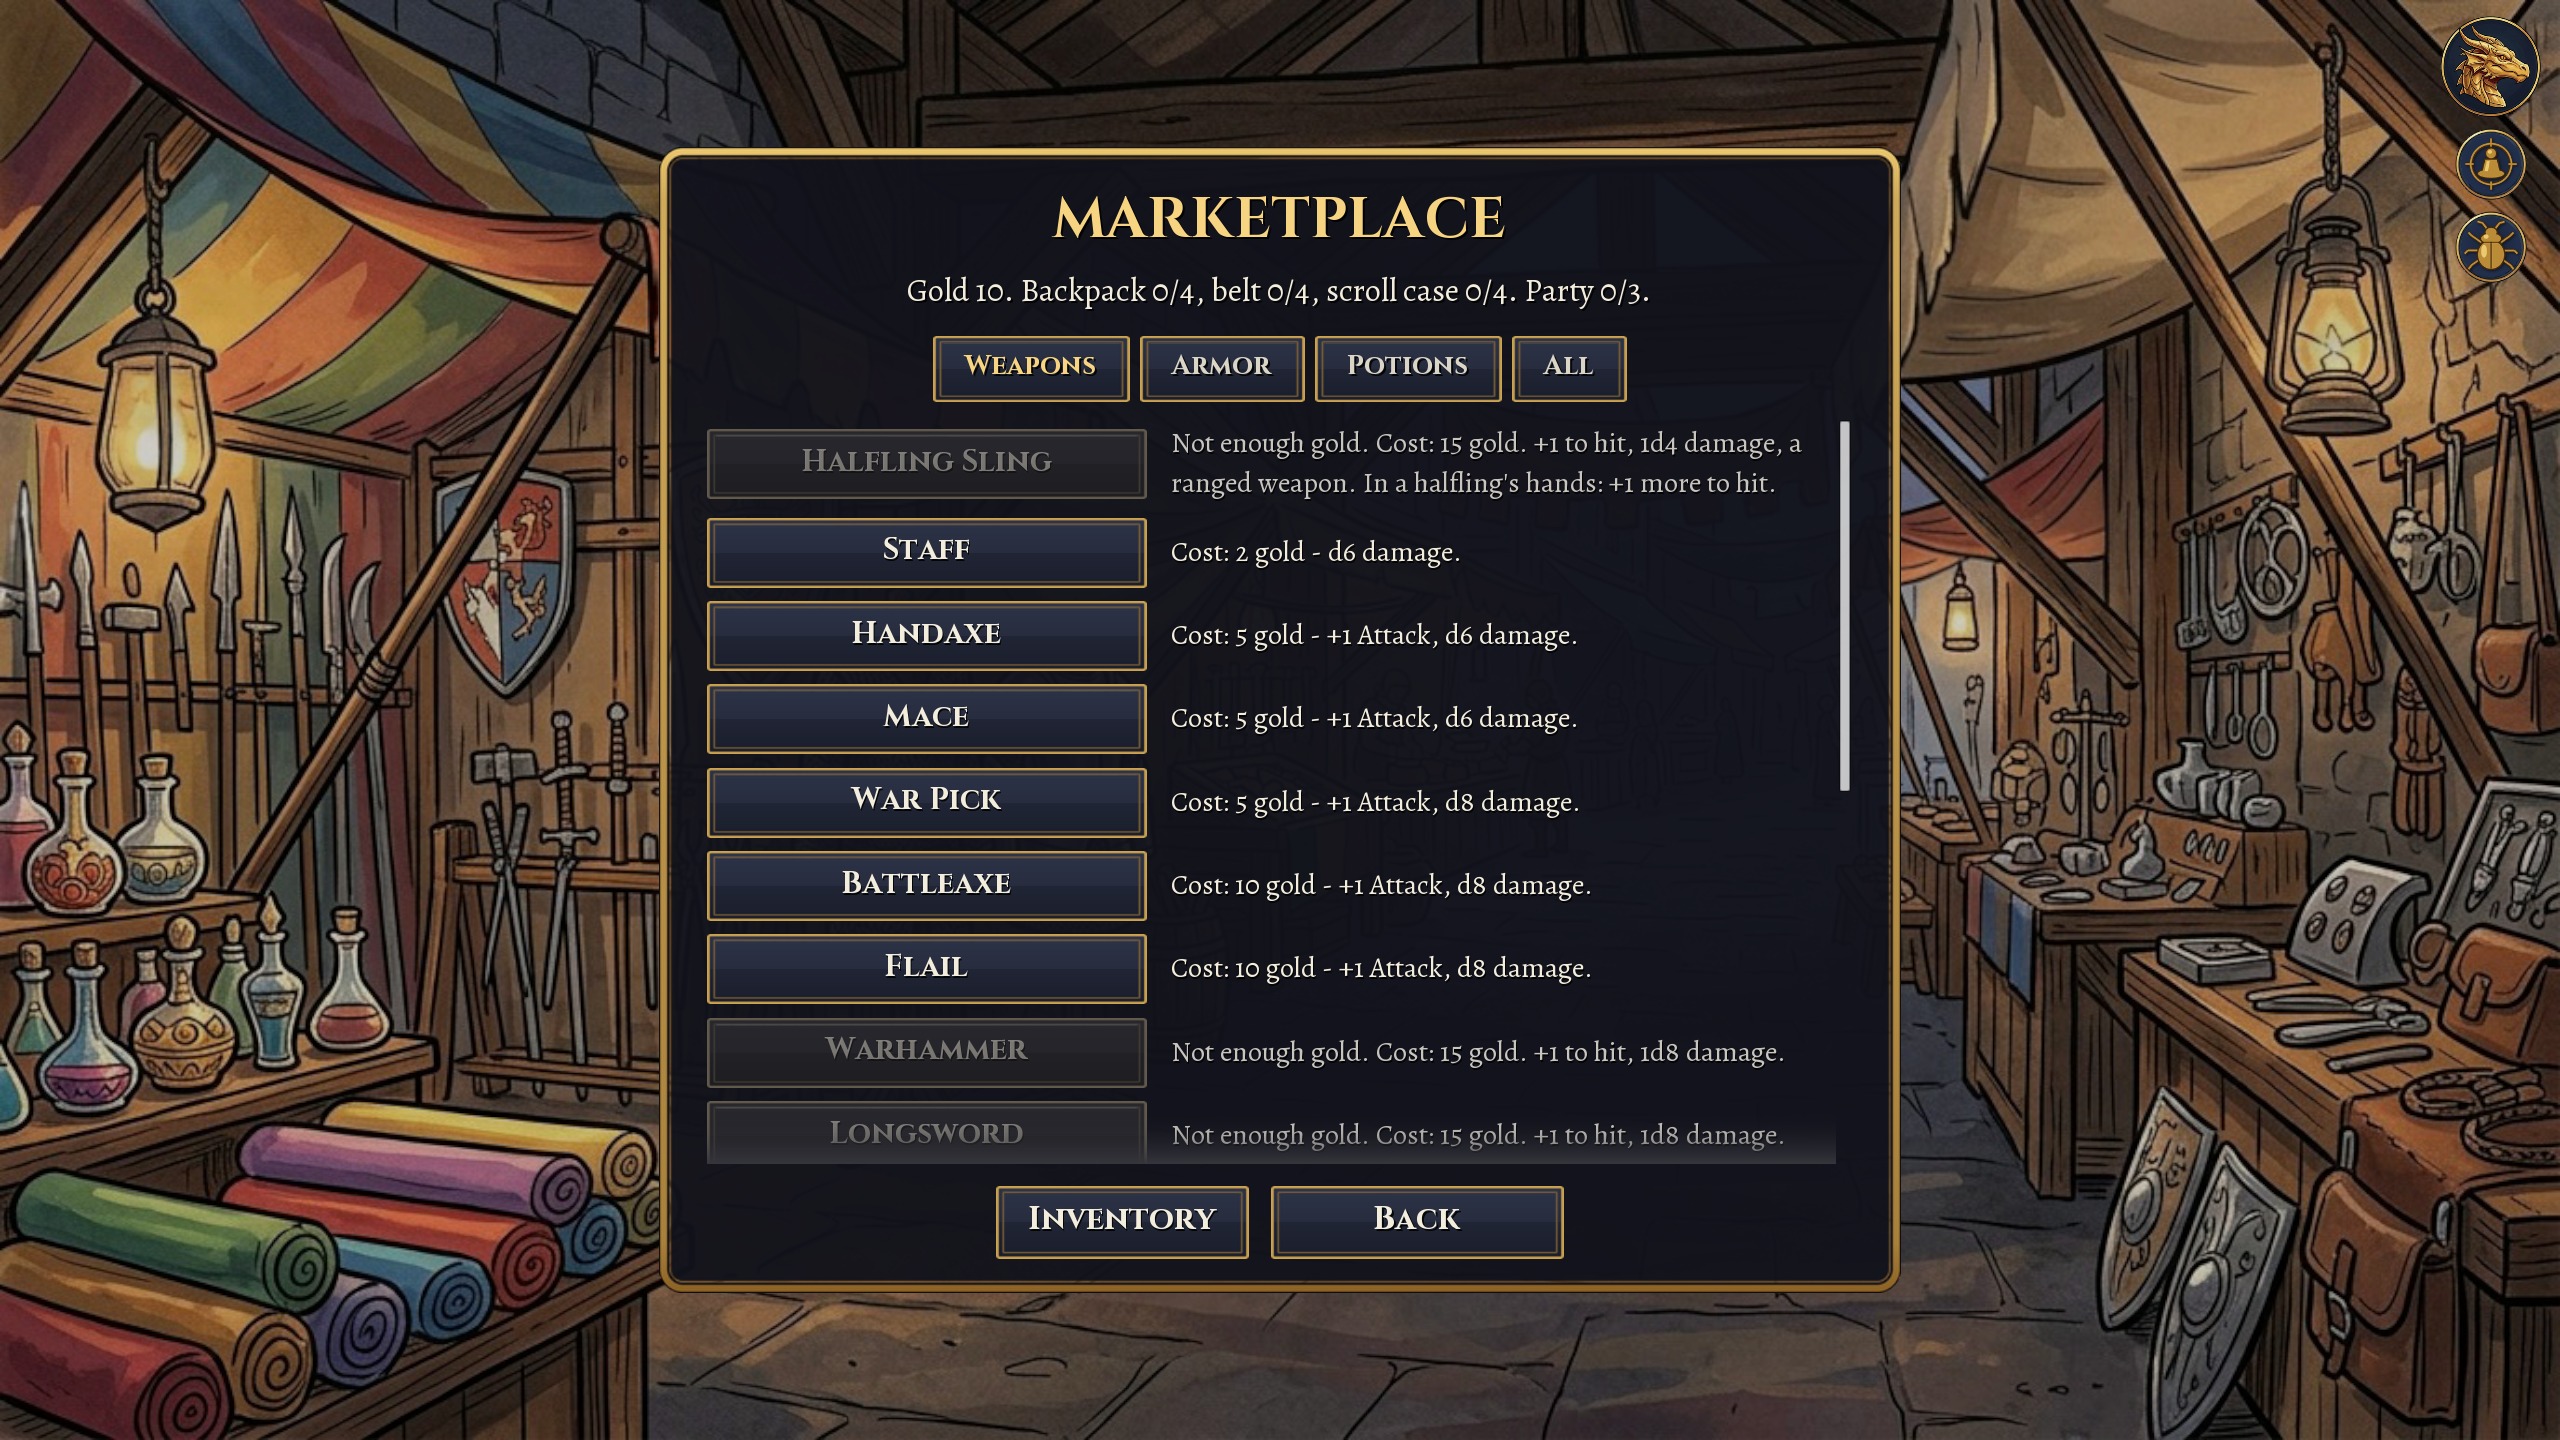 Marketplace
Gold 10. Backpack 0/4, belt 0/4, scroll case 0/4. Party 0/3.
Weapons Armor Potions All
Halfling Sling Not enough gold. Cost: 15 gold. +1 to hit, 1d4 damage, a
ranged weapon. In a halfling's hands: +1 more to hit.
Staff Cost: 2 gold - d6 damage.
Handaxe Cost: 5 gold - +1 Attack, d6 damage.
Mace Cost: 5 gold - +1 Attack, d6 damage.
War Pick Cost: 5 gold - +1 Attack, d8 damage.
Battleaxe Cost: 10 gold - +1 Attack, d8 damage.
Flail Cost: 10 gold - +1 Attack, d8 damage.
Warhammer Not enough gold. Cost: 15 gold. +1 to hit, 1d8 damage.
Longsword Not enough gold. Cost: 15 gold. +1 to hit, 1d8 damage.
Inventory Back